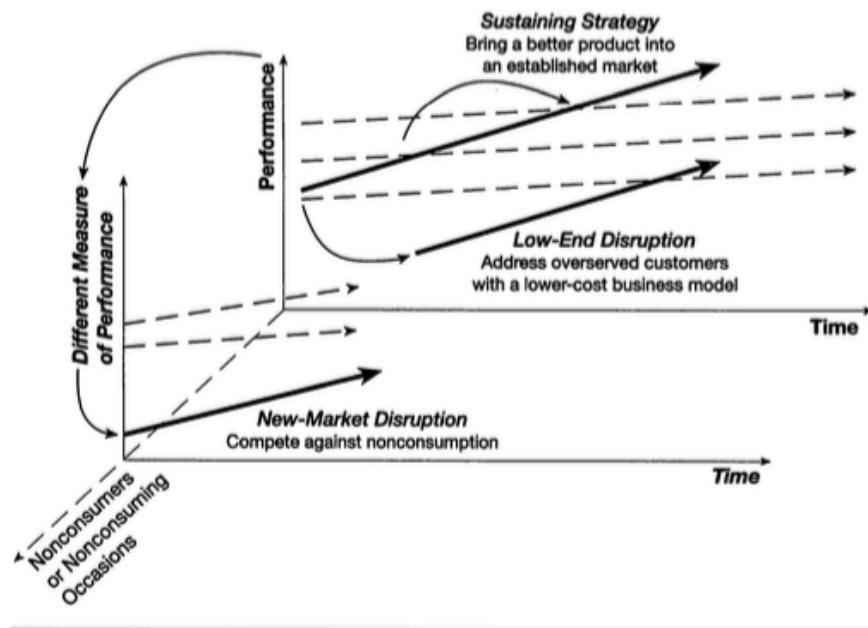 Sustaining Strategy
Bring a better product into
an established market
Performance
Different Measure
of Performance
Low-End Disruption
Address overserved customers
with a lower-cost business model
Time
New-Market Disruption
Compete against nonconsumption
Time
Nonconsumers
or Nonconsuming
Occasions